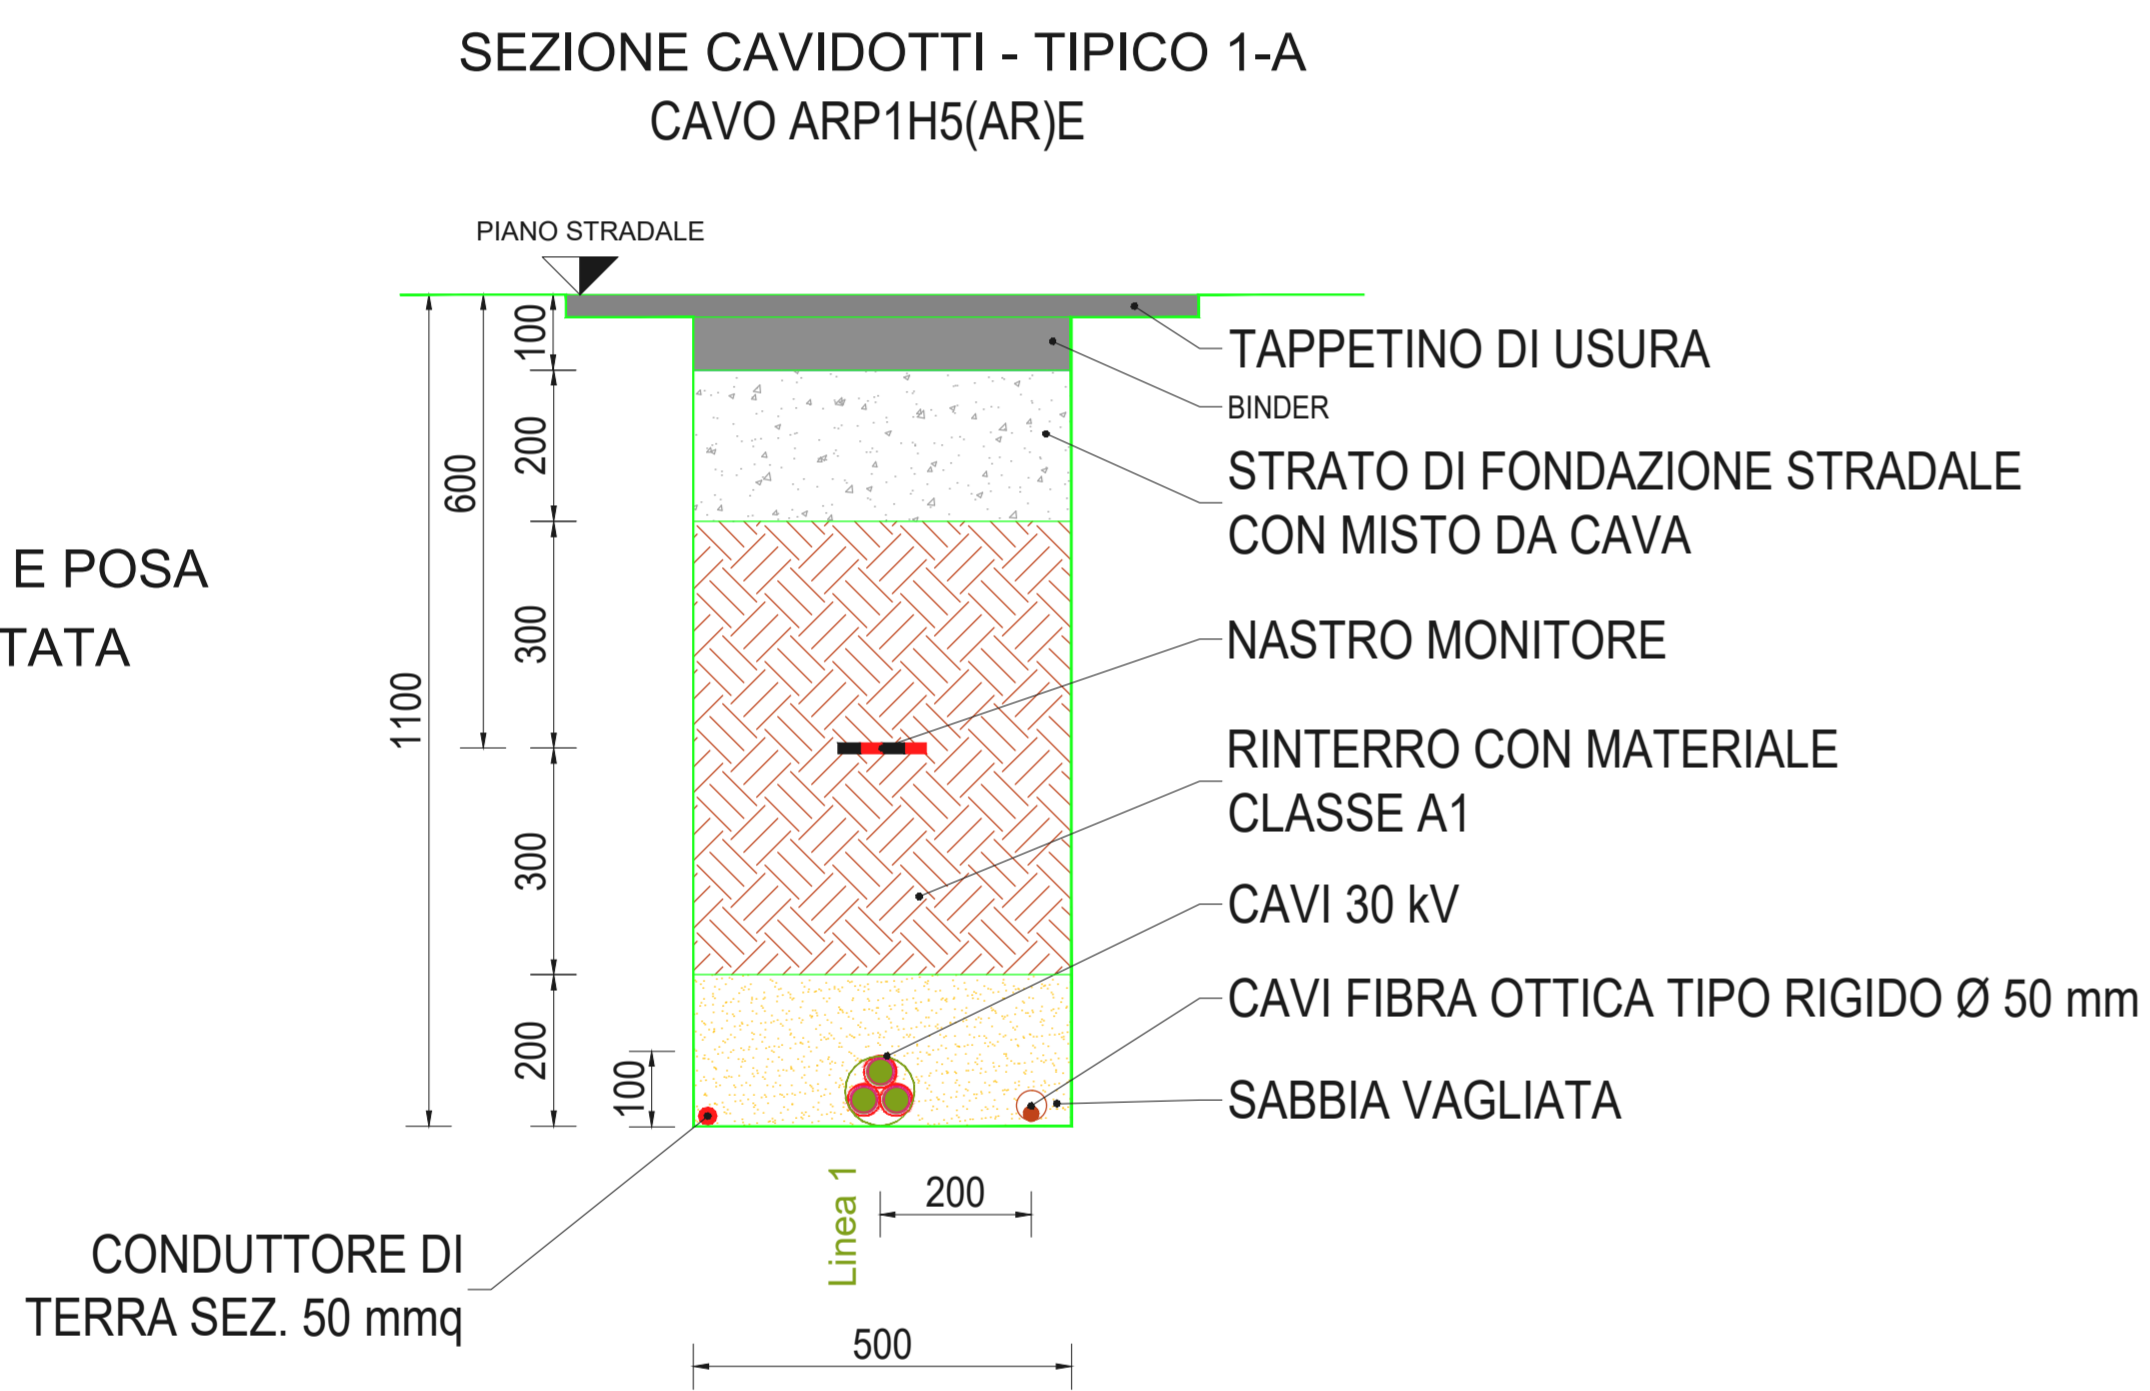 SEZIONE CAVIDOTTI - TIPICO 1-A
CAVO ARP1H5(AR)E
PIANO STRADALE
100
200
600
300
1100
300
200
100
E POSA
TATA
TAPPETINO DI USURA
BINDER
STRATO DI FONDAZIONE STRADALE
CON MISTO DA CAVA
NASTRO MONITORE
RINTERRO CON MATERIALE
CLASSE A1
CAVI 30 kV
CAVI FIBRA OTTICA TIPO RIGIDO Ø 50 mm
SABBIA VAGLIATA
Linea 1
200
CONDUTTORE DI
TERRA SEZ. 50 mmq
500